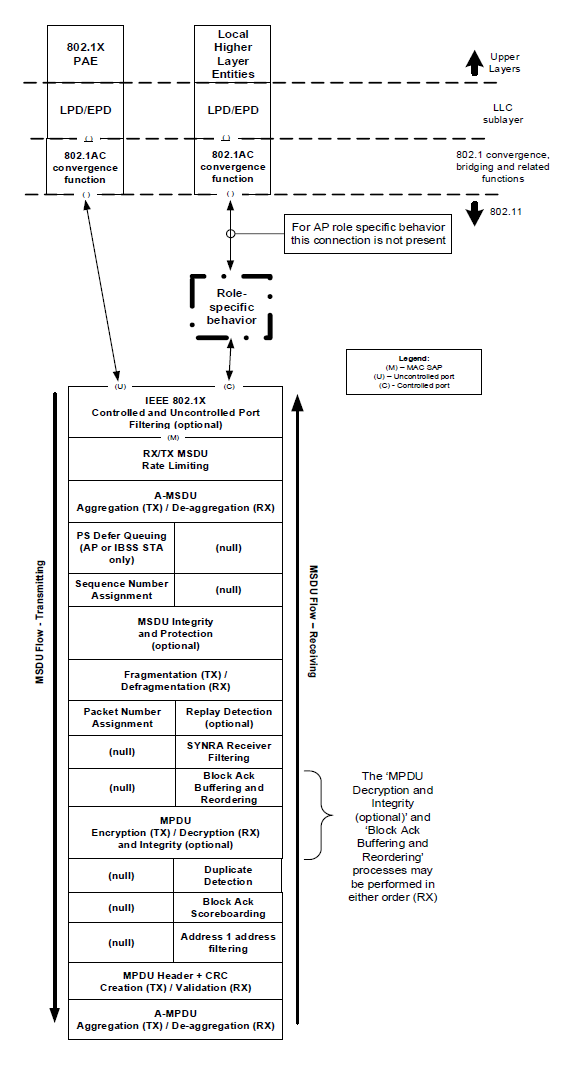 802.1X
PAE
Local
Higher
Layer
Entities
Upper
Layers
LPD/EPD
LPD/EPD
LLC
sublayer
( )
( )
802.1AC
convergence
function
802.1AC
convergence
function
802.1 convergence,
bridging and related
functions
( )
( )
802.11
For AP role specific behavior
this connection is not present
Role-
specific
behavior
Legend:
(M) – MAC SAP
(U) – Uncontrolled port
(C) - Controlled port
(U)
(C)
IEEE 802.1X
Controlled and Uncontrolled Port
Filtering (optional)
(M)
RX/TX MSDU
Rate Limiting
A-MSDU
Aggregation (TX) / De-aggregation (RX)
PS Defer Queuing
(AP or IBSS STA
only)
(null)
Sequence Number
Assignment
(null)
MSDU Flow - Transmitting
MSDU Flow – Receiving
MSDU Integrity
and Protection
(optional)
Fragmentation (TX) /
Defragmentation (RX)
Packet Number
Assignment
Replay Detection
(optional)
(null)
SYNRA Receiver
Filtering
(null)
Block Ack
Buffering and
Reordering
MPDU
Encryption (TX) / Decryption (RX)
and Integrity (optional)
The ‘MPDU
Decryption and
Integrity
(optional)’ and
‘Block Ack
Buffering and
Reordering’
processes may
be performed in
either order (RX)
(null)
Duplicate
Detection
(null)
Block Ack
Scoreboarding
(null)
Address 1 address
filtering
MPDU Header + CRC
Creation (TX) / Validation (RX)
A-MPDU
Aggregation (TX) / De-aggregation (RX)